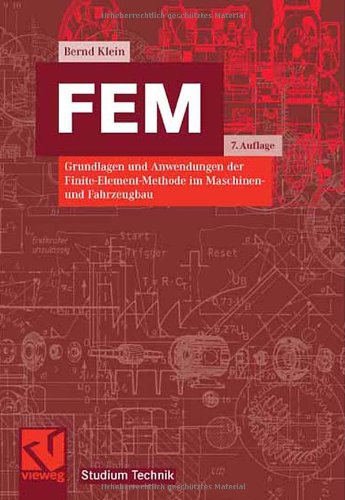 Urheberrechtlich geschütztes Material
Bernd Klein
FEM
7. Auflage
Grundlagen und Anwendungen der
Finite-Element-Methode im Maschinen-
und Fahrzeugbau
Start
Trigger
Reset
vieweg
Studium Technik
Urheberrechtlich geschütztes Material